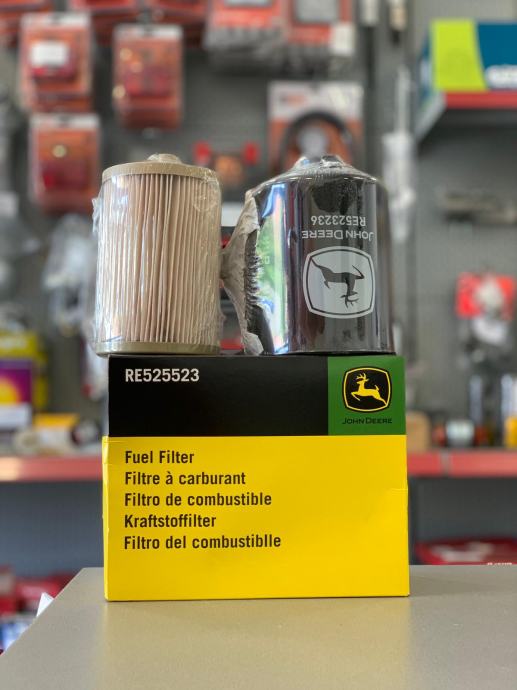 JOHN DEERE
RE523236
RE525523
JOHN DEERE
Fuel Filter
Filtre à carburant
Filtro de combustible
Kraftstoffilter
Filtro del combustiblle